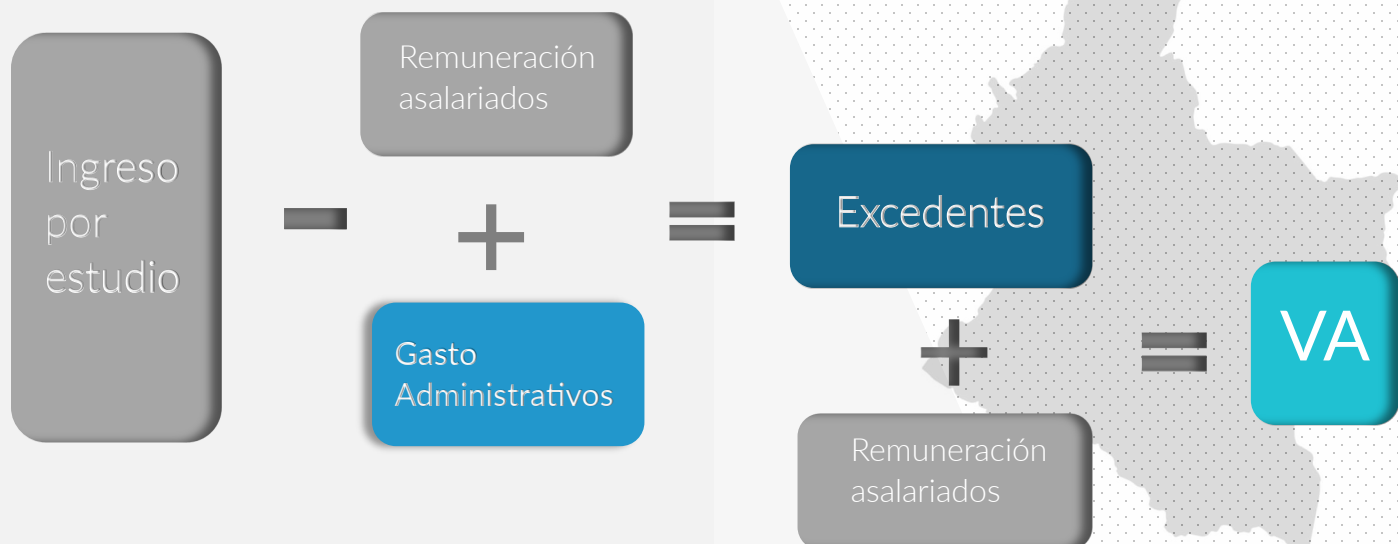 Ingreso
por
estudio
-
Remuneración
asalariados
+
Gasto
Administrativos
=
Excedentes
+
Remuneración
asalariados
=
VA